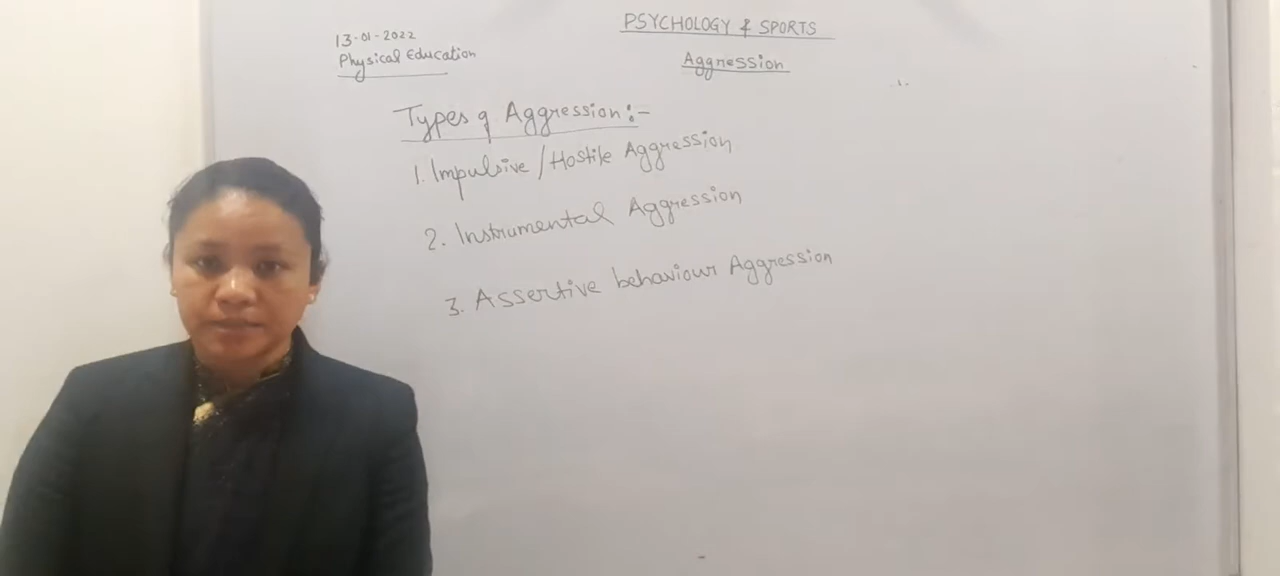 13-01-2022
Physical Education
PSYCHOLOGY & SPORTS
Aggression
Types of Aggression:-
1. Impulsive / Hostile Aggression
2. Instrumental Aggression
3. Assertive behaviour Aggression